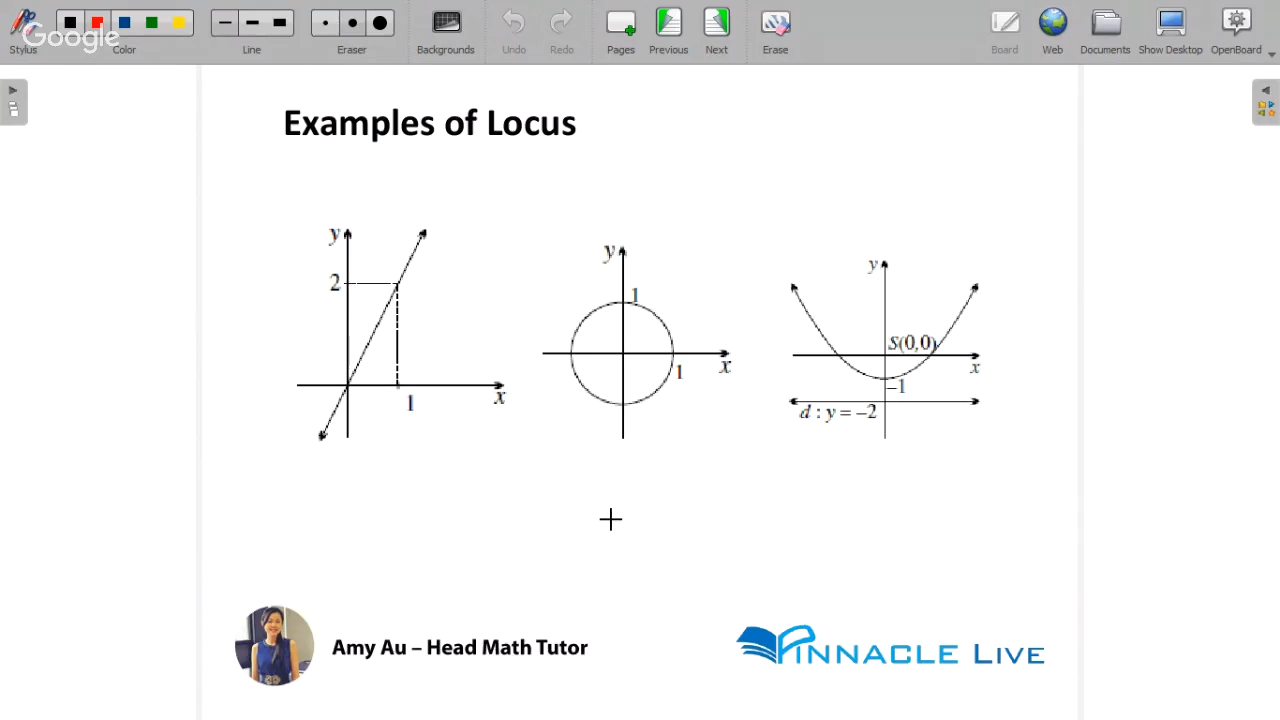 Stylus
Color
Line
Eraser
Backgrounds
Undo
Redo
Pages
Previous
Next
Erase
Board
Web
Documents
Show Desktop
OpenBoard
Google
Examples of Locus
y
2
1
x
y
1
1
x
y
S(0,0)
x
–1
d : y = –2
Amy Au – Head Math Tutor
PINNACLE LIVE